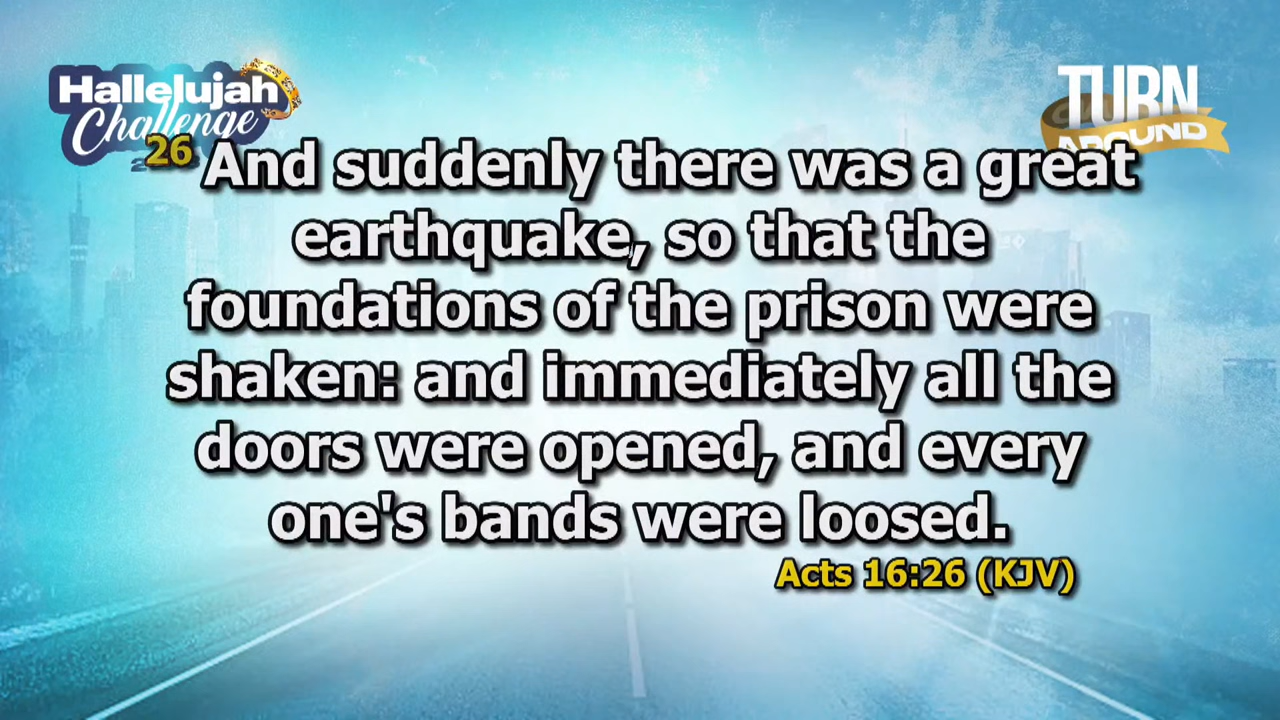 Hallelujah
Challenge
TURN
AROUND
26 And suddenly there was a great
earthquake, so that the
foundations of the prison were
shaken: and immediately all the
doors were opened, and every
one's bands were loosed.
Acts 16:26 (KJV)